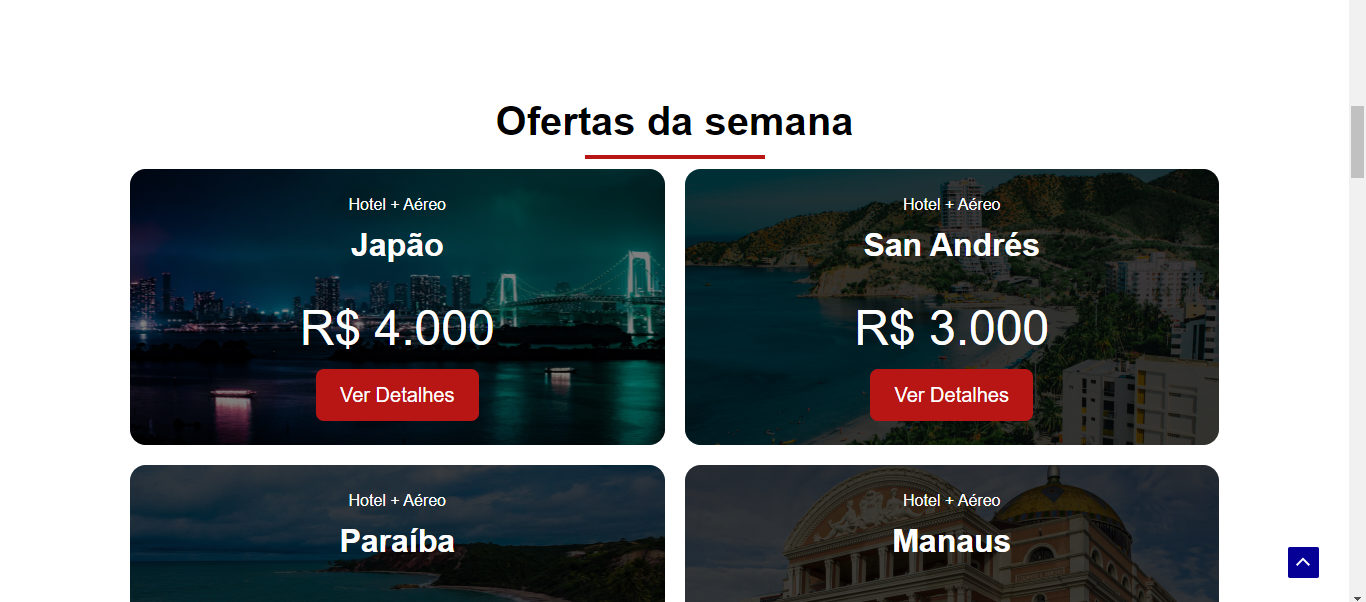 Ofertas da semana
Hotel + Aéreo
Japão
R$ 4.000
Ver Detalhes
Hotel + Aéreo
San Andrés
R$ 3.000
Ver Detalhes
Hotel + Aéreo
Paraíba
Hotel + Aéreo
Manaus